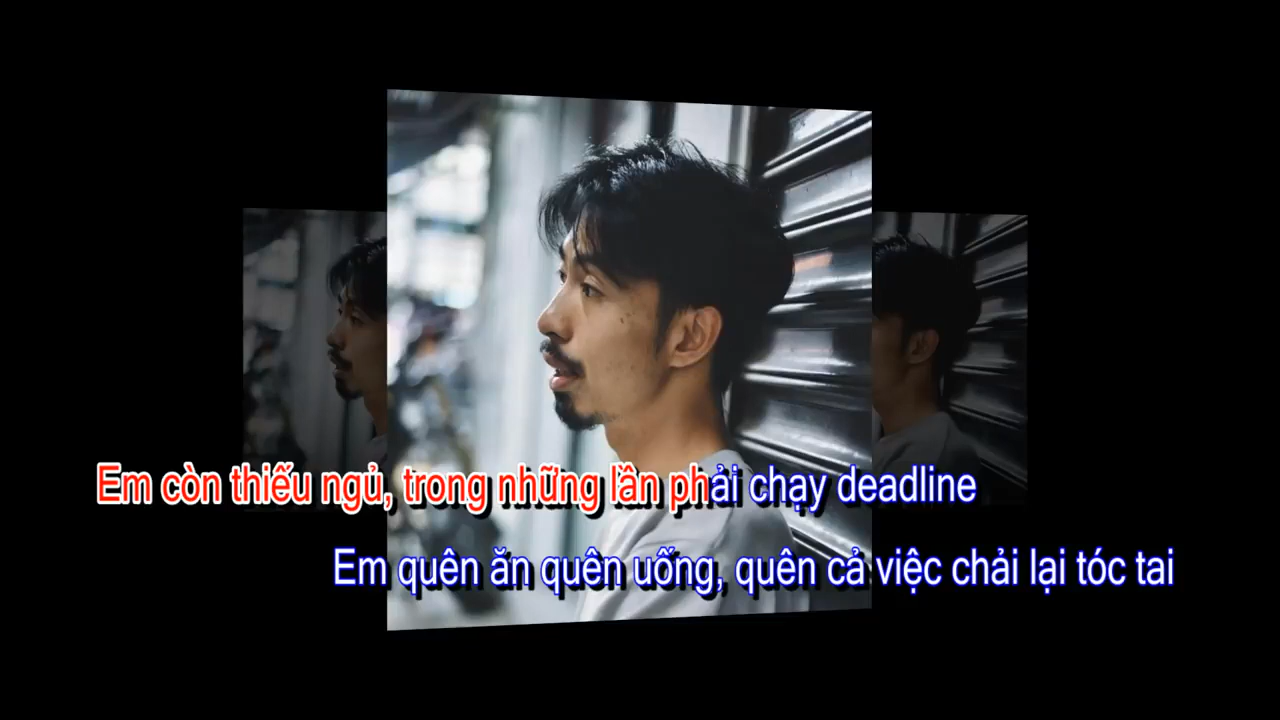 Em còn thiếu ngủ, trong những lần phải chạy deadline
Em quên ăn quên uống, quên cả việc chải lại tóc tai